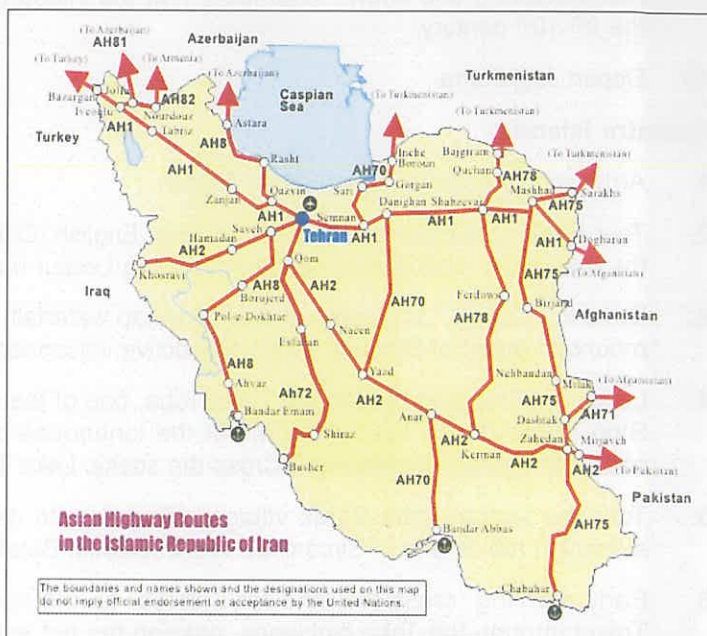 the 9th-19th century.
(To Azerbaijan)
AH81
Azerbaijan
(To Turkey)
(To Armenia)
(To Azerbaijan)
Jolfa
AH82
Caspian
Sea
Turkmenistan
(To Turkmenistan)
(To Turkmenistan)
Bazargan
Iveoglu
Nourdouz
Tabriz
Turkey
AH1
Astara
AH8
Inche
Boroun
Bajgiran
(To Turkmenistan)
AH70
Quchan
AH78
Rasht
AH1
Sari
Gorgan
Mashhad
AH75
Sarakhs
Zanjan
Qazvin
Damghan
Shahzevar
AH1
Semnan
AH1
AH1
AH1
AH1
Saveh
Tehran
Dogharun
Hamadan
AH2
Khosravi
Qom
AH75
(To Afghanistan)
Iraq
AH8
AH2
AH70
AH78
Ferdows
Birjand
Borujerd
Pol-e-Dokhtar
Afghanistan
Esfahan
Naeen
Nehbandan
Yazd
Milak
(To Afghanistan)
AH8
Ahvaz
Ah72
AH2
AH75
AH71
Anar
Dashtak
Bandar Emam
Shiraz
AH2
Zahedan
Mirjaveh
Kerman
AH2
AH2
(To Pakistan)
Busher
AH70
Pakistan
AH75
Asian Highway Routes
in the Islamic Republic of Iran
Bandar Abbas
The boundaries and names shown and the designations used on this map
do not imply official endorsement or acceptance by the United Nations.
Chabahar